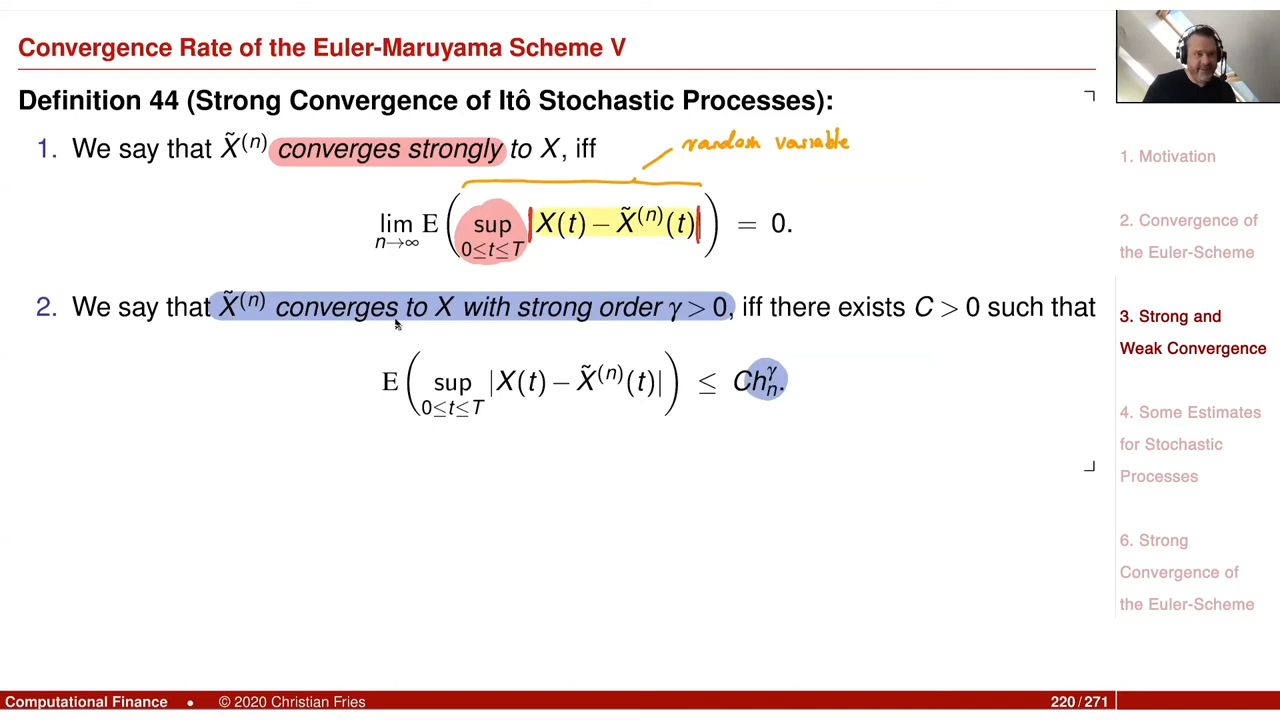 Convergence Rate of the Euler-Maruyama Scheme V
Definition 44 (Strong Convergence of Itô Stochastic Processes):
1. We say that X̃⁽ⁿ⁾ converges strongly to X, iff
random variable
lim n→∞ E( sup 0≤t≤T |X(t) − X̃⁽ⁿ⁾(t)| ) = 0.
2. We say that X̃⁽ⁿ⁾ converges to X with strong order γ > 0, iff there exists C > 0 such that
E( sup 0≤t≤T |X(t) − X̃⁽ⁿ⁾(t)| ) ≤ Ch_n^γ.
1. Motivation
2. Convergence of
the Euler-Scheme
3. Strong and
Weak Convergence
4. Some Estimates
for Stochastic
Processes
6. Strong
Convergence of
the Euler-Scheme
Computational Finance • © 2020 Christian Fries 220 / 271